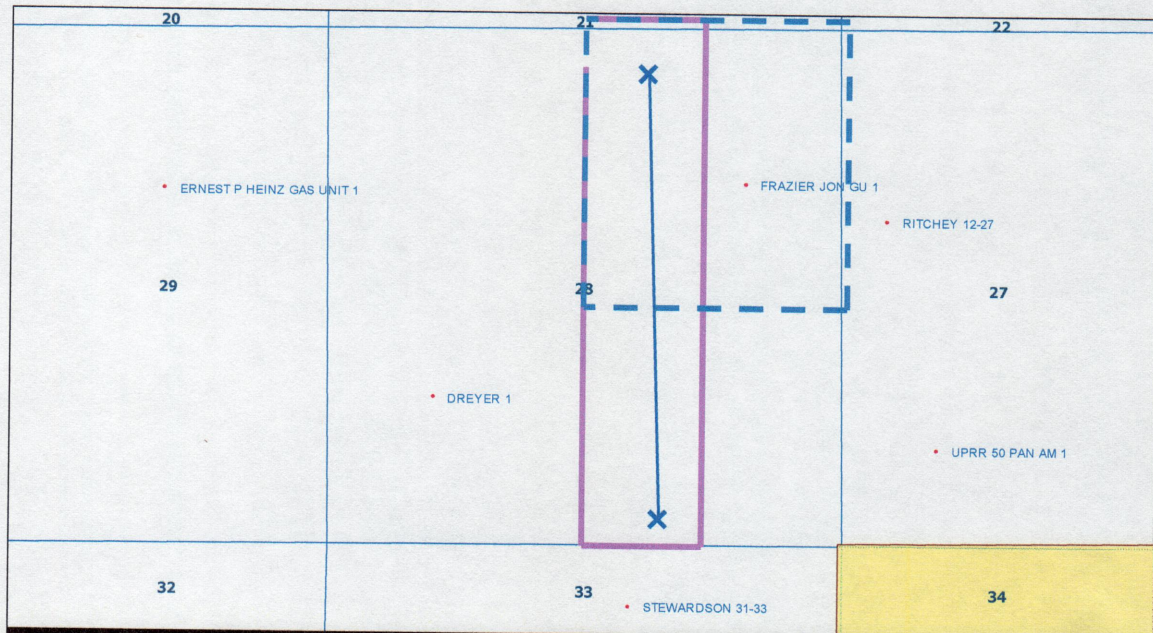 20
21
22
ERNEST P HEINZ GAS UNIT 1
FRAZIER JON GU 1
RITCHEY 12-27
29
28
27
DREYER 1
UPRR 50 PAN AM 1
32
33
34
STEWARDSON 31-33